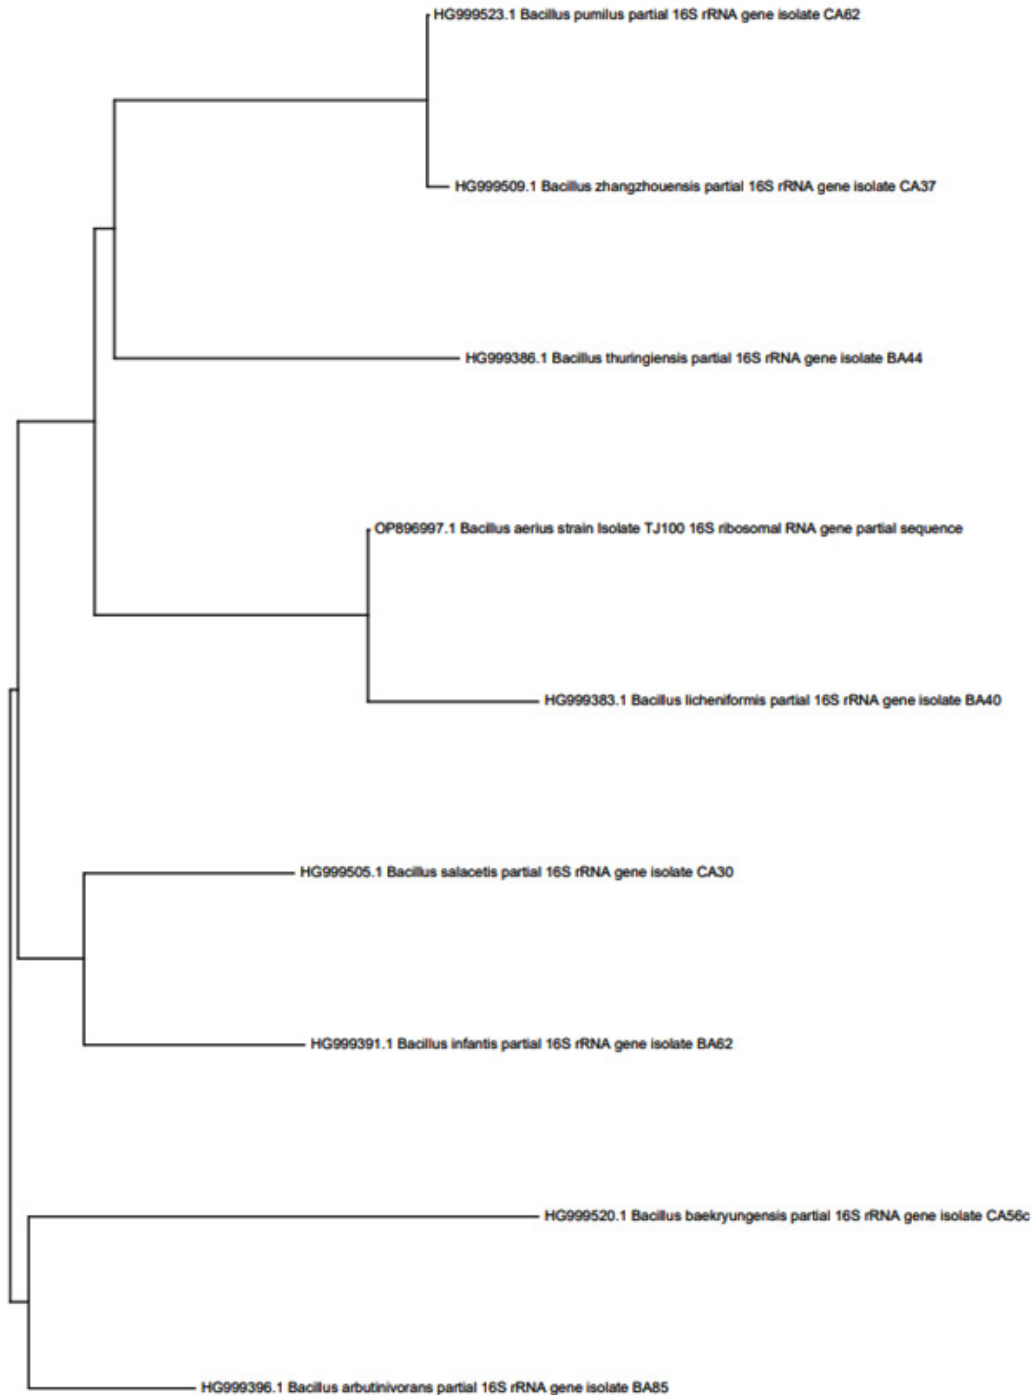 HG999523.1 Bacillus pumilus partial 16S rRNA gene isolate CA62
HG999509.1 Bacillus zhangzhouensis partial 16S rRNA gene isolate CA37
HG999386.1 Bacillus thuringiensis partial 16S rRNA gene isolate BA44
OP896997.1 Bacillus aerius strain Isolate TJ100 16S ribosomal RNA gene partial sequence
HG999383.1 Bacillus licheniformis partial 16S rRNA gene isolate BA40
HG999505.1 Bacillus salacetis partial 16S rRNA gene isolate CA30
HG999391.1 Bacillus infantis partial 16S rRNA gene isolate BA62
HG999520.1 Bacillus baekryungensis partial 16S rRNA gene isolate CA56c
HG999396.1 Bacillus arbutinivorans partial 16S rRNA gene isolate BA85